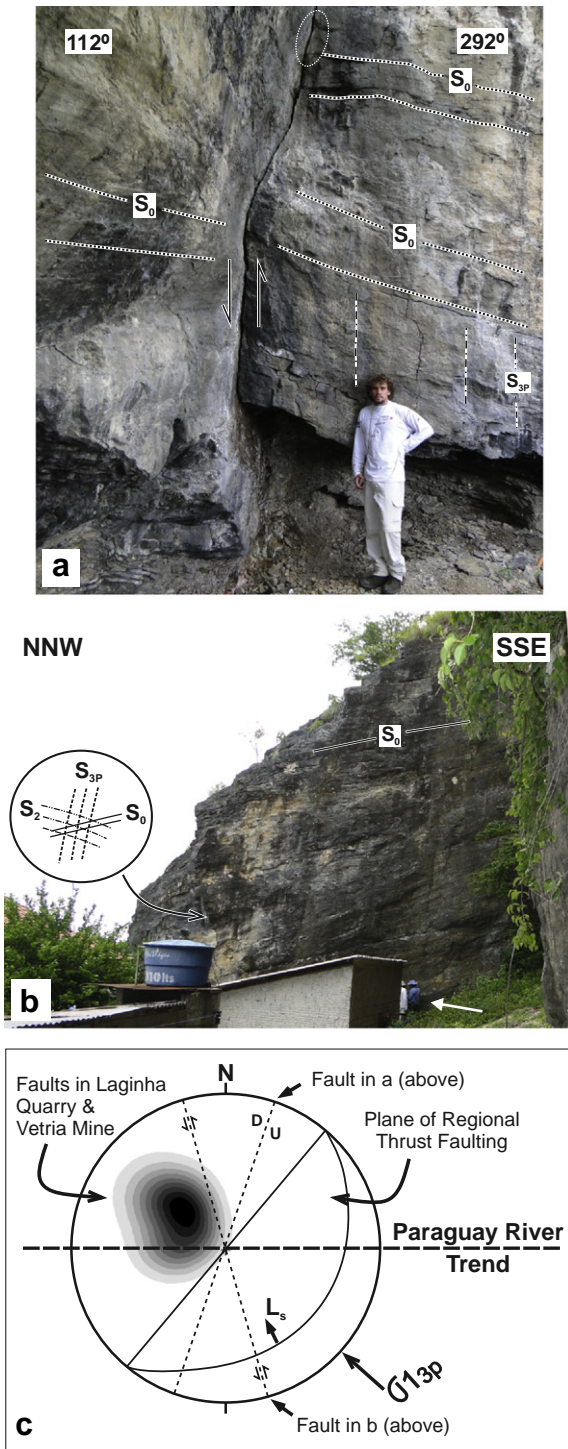 112º
292º
S₀
S₀
S₀
S₃ₚ
a
NNW
SSE
S₀
S₃ₚ
S₂
S₀
b
N
Faults in Laginha
Quarry &
Vetria Mine
Fault in a (above)
D
U
Plane of Regional
Thrust Faulting
Paraguay River
Trend
Lₛ
σ1₃ₚ
Fault in b (above)
c